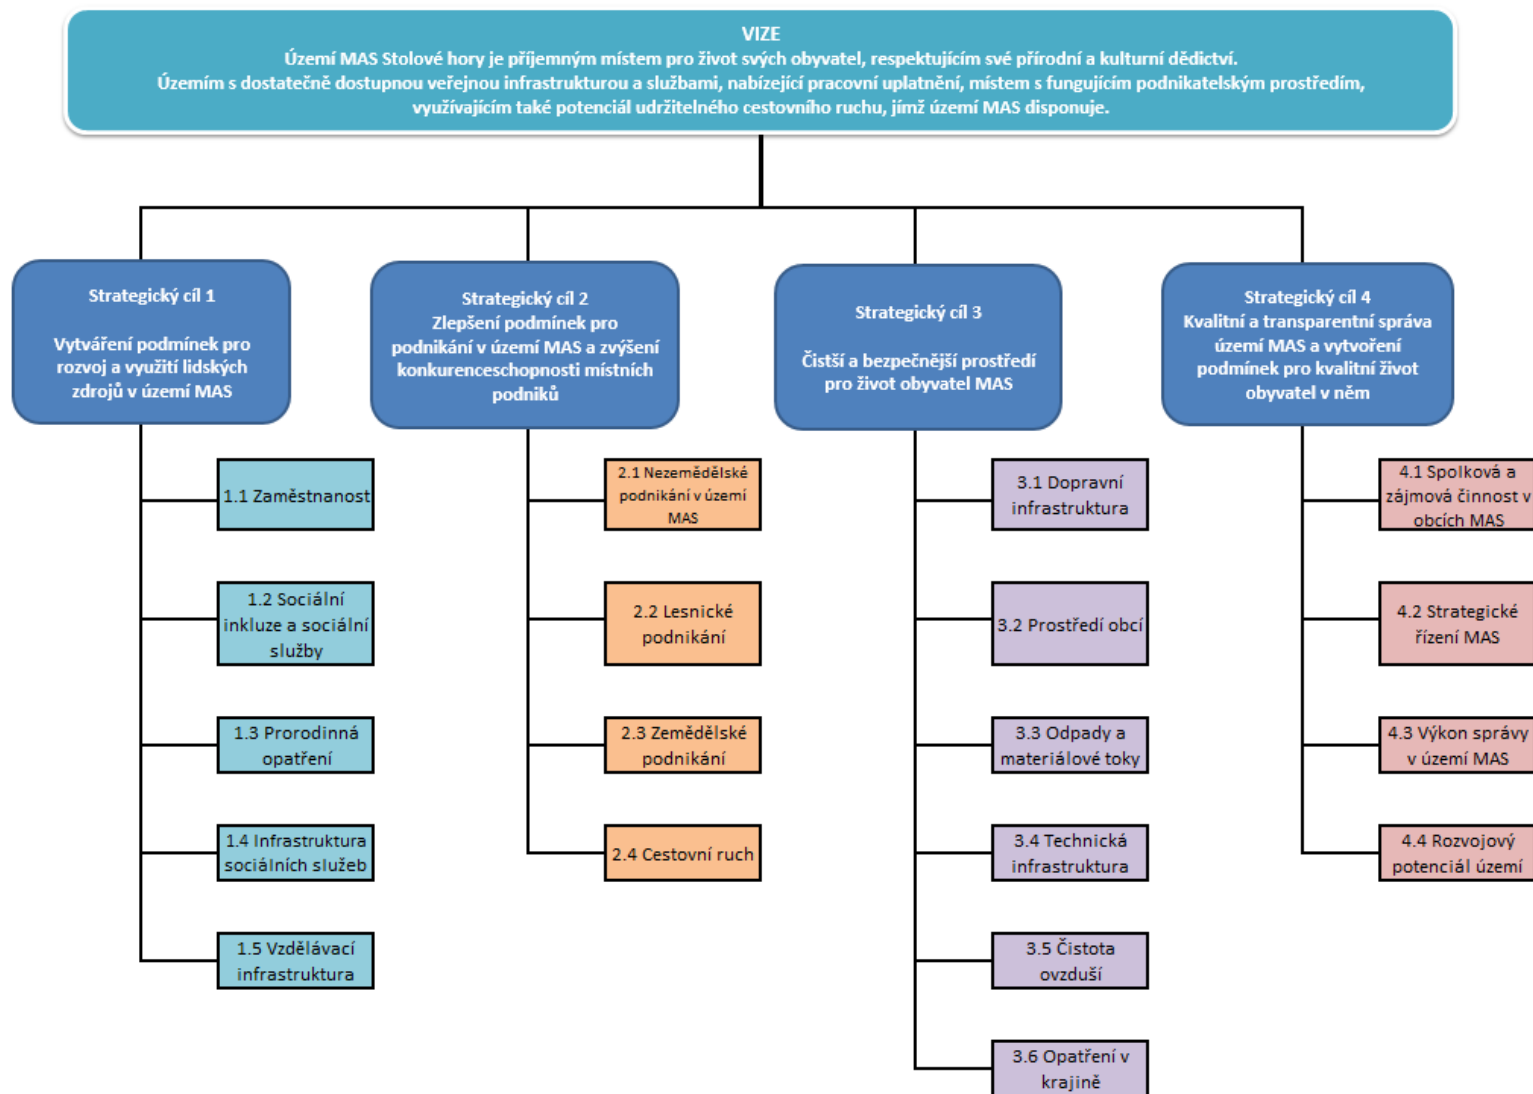 VIZE
Území MAS Stolové hory je příjemným místem pro život svých obyvatel, respektujícím své přírodní a kulturní dědictví.
Územím s dostatečně dostupnou veřejnou infrastrukturou a službami, nabízející pracovní uplatnění, místem s fungujícím podnikatelským prostředím,
využívajícím také potenciál udržitelného cestovního ruchu, jímž území MAS disponuje.
Strategický cíl 1
Vytváření podmínek pro
rozvoj a využití lidských
zdrojů v území MAS
1.1 Zaměstnanost
1.2 Sociální
inkluze a sociální
služby
1.3 Prorodinná
opatření
1.4 Infrastruktura
sociálních služeb
1.5 Vzdělávací
infrastruktura
Strategický cíl 2
Zlepšení podmínek pro
podnikání v území MAS a zvýšení
konkurenceschopnosti místních
podniků
2.1 Nezemědělské
podnikání v území
MAS
2.2 Lesnické
podnikání
2.3 Zemědělské
podnikání
2.4 Cestovní ruch
Strategický cíl 3
Čistší a bezpečnější prostředí
pro život obyvatel MAS
3.1 Dopravní
infrastruktura
3.2 Prostředí obcí
3.3 Odpady a
materiálové toky
3.4 Technická
infrastruktura
3.5 Čistota
ovzduší
3.6 Opatření v
krajině
Strategický cíl 4
Kvalitní a transparentní správa
území MAS a vytvoření
podmínek pro kvalitní život
obyvatel v něm
4.1 Spolková a
zájmová činnost v
obcích MAS
4.2 Strategické
řízení MAS
4.3 Výkon správy
v území MAS
4.4 Rozvojový
potenciál území